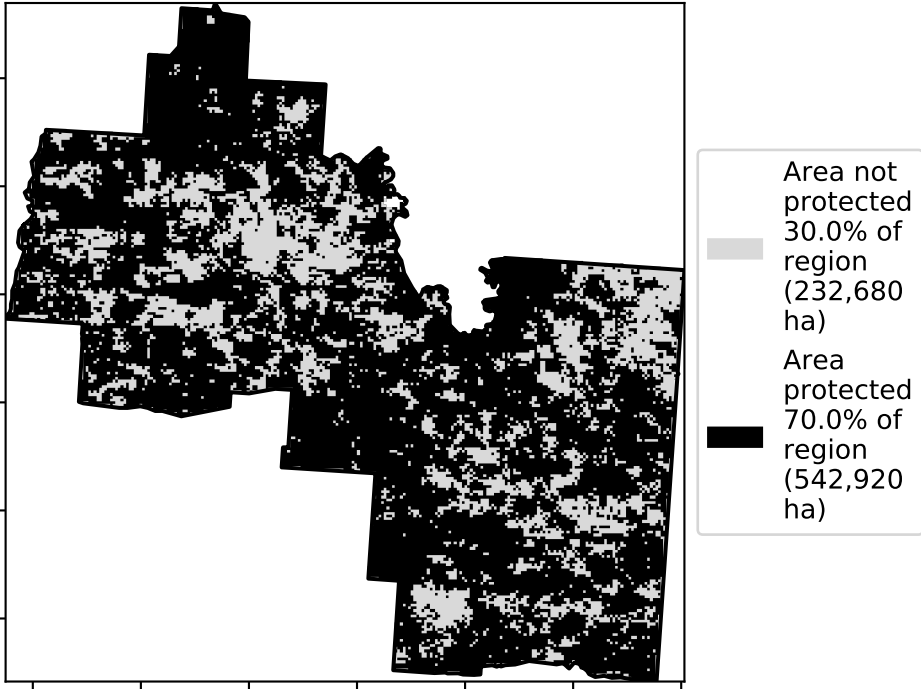 Area not
protected
30.0% of
region
(232,680
ha)
Area
protected
70.0% of
region
(542,920
ha)